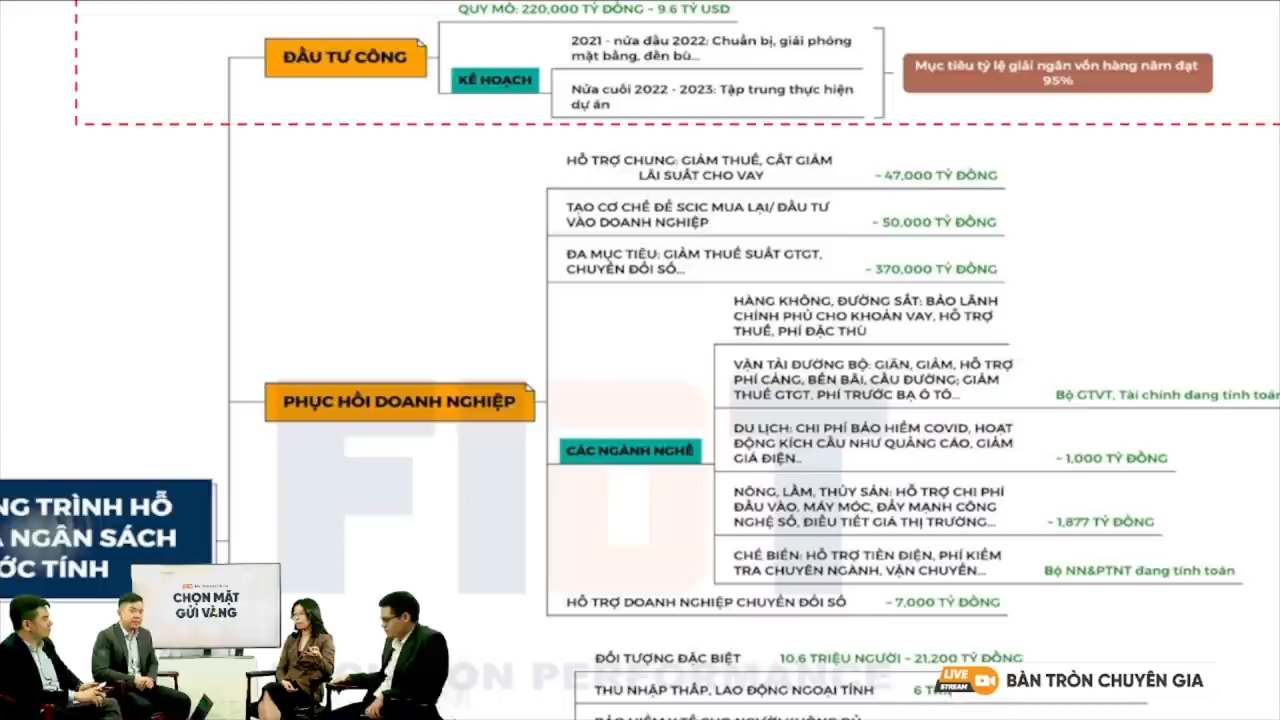 QUY MÔ: 220,000 TỶ ĐỒNG ~ 9.6 TỶ USD
ĐẦU TƯ CÔNG
KẾ HOẠCH
2021 - nửa đầu 2022: Chuẩn bị, giải phóng
mặt bằng, đền bù...
Nửa cuối 2022 - 2023: Tập trung thực hiện
dự án
Mục tiêu tỷ lệ giải ngân vốn hàng năm đạt
95%
PHỤC HỒI DOANH NGHIỆP
HỖ TRỢ CHUNG: GIẢM THUẾ, CẮT GIẢM
LÃI SUẤT CHO VAY
~ 47,000 TỶ ĐỒNG
TẠO CƠ CHẾ ĐỂ SCIC MUA LẠI/ ĐẦU TƯ
VÀO DOANH NGHIỆP
~ 50,000 TỶ ĐỒNG
ĐA MỤC TIÊU: GIẢM THUẾ SUẤT GTGT,
CHUYỂN ĐỔI SỐ...
~ 370,000 TỶ ĐỒNG
CÁC NGÀNH NGHỀ
HÀNG KHÔNG, ĐƯỜNG SẮT: BẢO LÃNH
CHÍNH PHỦ CHO KHOẢN VAY, HỖ TRỢ
THUẾ, PHÍ ĐẶC THÙ
VẬN TẢI ĐƯỜNG BỘ: GIÃN, GIẢM, HỖ TRỢ
PHÍ CẢNG, BẾN BÃI, CẦU ĐƯỜNG; GIẢM
THUẾ GTGT, PHÍ TRƯỚC BẠ Ô TÔ...
Bộ GTVT, Tài chính đang tính toán
DU LỊCH: CHI PHÍ BẢO HIỂM COVID, HOẠT
ĐỘNG KÍCH CẦU NHƯ QUẢNG CÁO, GIẢM
GIÁ ĐIỆN..
~ 1,000 TỶ ĐỒNG
NÔNG, LÂM, THỦY SẢN: HỖ TRỢ CHI PHÍ
ĐẦU VÀO, MÁY MÓC, ĐẨY MẠNH CÔNG
NGHỆ SỐ, ĐIỀU TIẾT GIÁ THỊ TRƯỜNG...
~ 1,877 TỶ ĐỒNG
CHẾ BIẾN: HỖ TRỢ TIỀN ĐIỆN, PHÍ KIỂM
TRA CHUYÊN NGÀNH, VẬN CHUYỂN...
Bộ NN&PTNT đang tính toán
HỖ TRỢ DOANH NGHIỆP CHUYỂN ĐỔI SỐ
~ 7,000 TỶ ĐỒNG
NG TRÌNH HỖ
NGÂN SÁCH
ỚC TÍNH
CHỌN MẶT
GỬI VÀNG
ĐỐI TƯỢNG ĐẶC BIỆT
10.6 TRIỆU NGƯỜI ~ 21,200 TỶ ĐỒNG
THU NHẬP THẤP, LAO ĐỘNG NGOẠI TỈNH
LIVE
STREAM
BÀN TRÒN CHUYÊN GIA
FIDT
PERFORMANCE